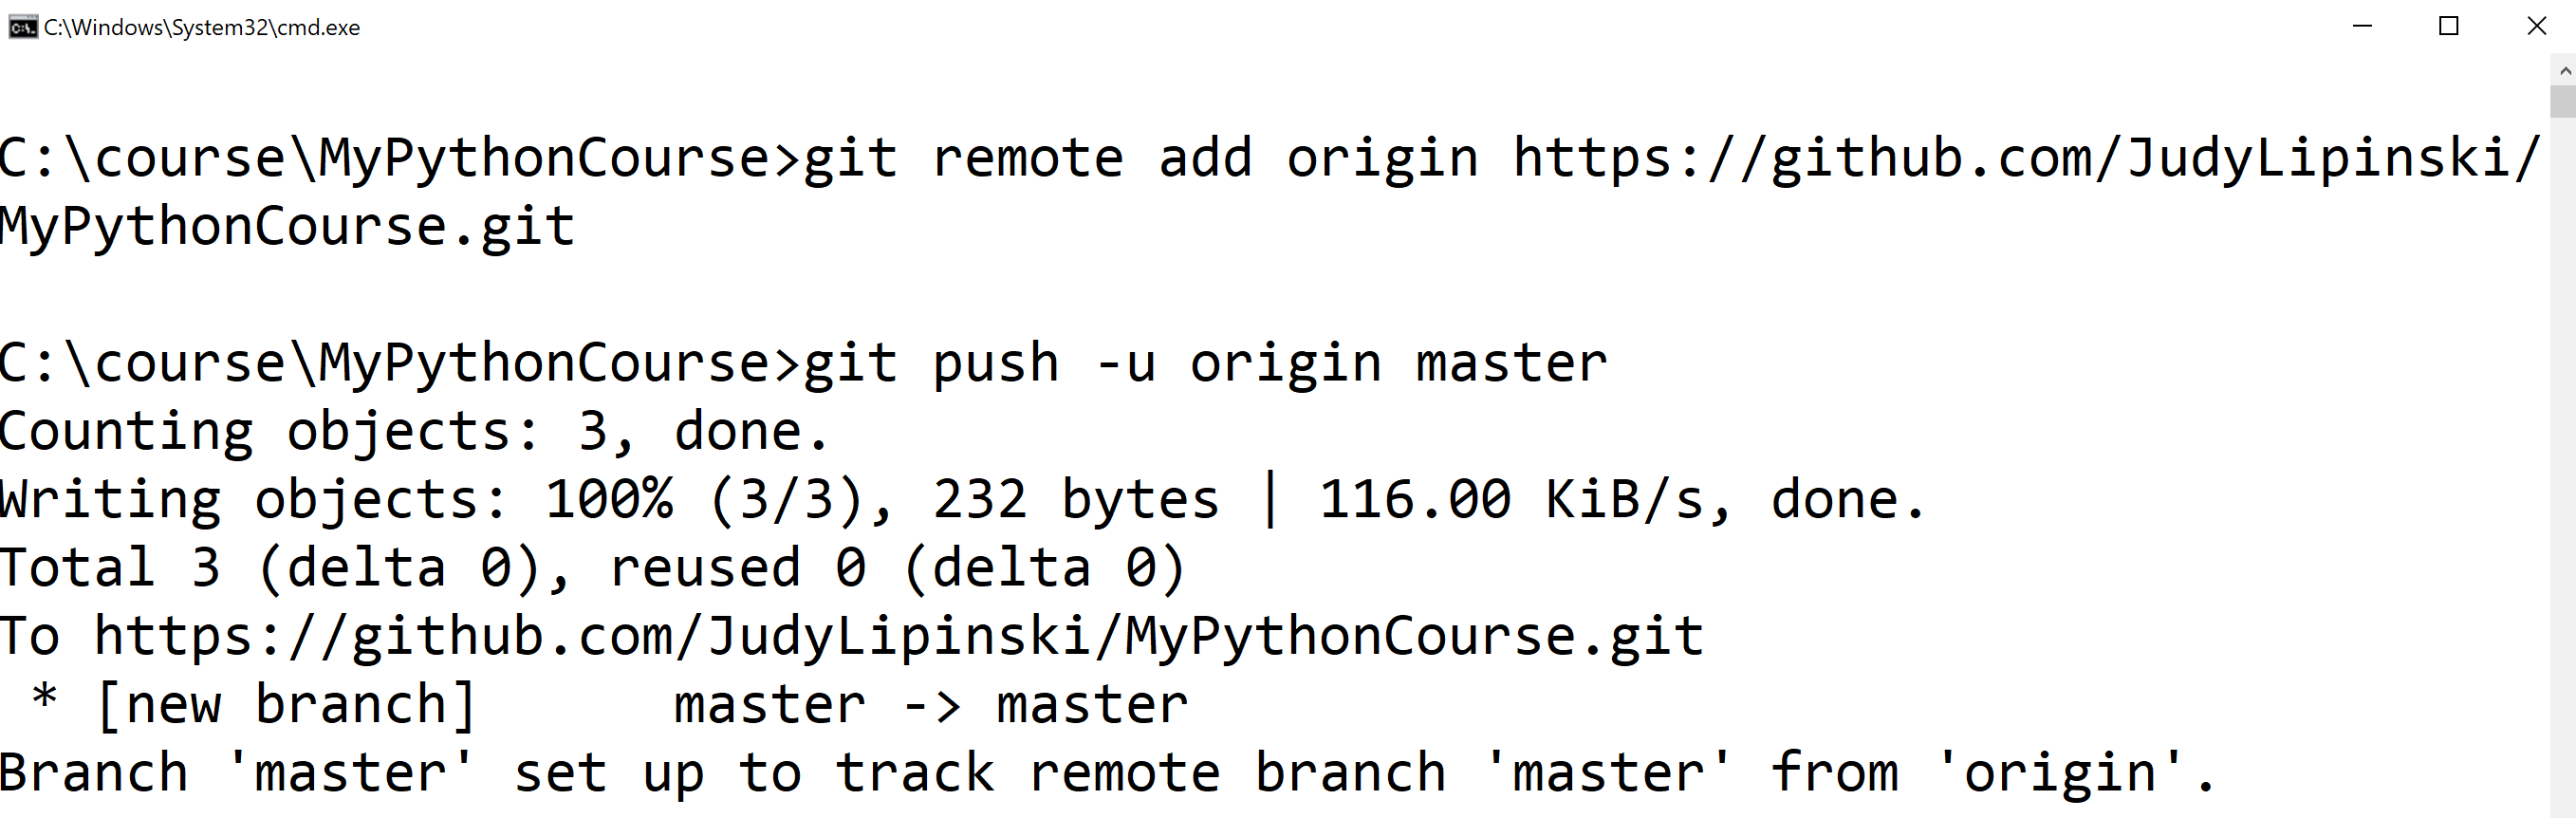 C:\Windows\System32\cmd.exe
C:\course\MyPythonCourse>git remote add origin https://github.com/JudyLipinski/
MyPythonCourse.git
C:\course\MyPythonCourse>git push -u origin master
Counting objects: 3, done.
Writing objects: 100% (3/3), 232 bytes | 116.00 KiB/s, done.
Total 3 (delta 0), reused 0 (delta 0)
To https://github.com/JudyLipinski/MyPythonCourse.git
 * [new branch]      master -> master
Branch 'master' set up to track remote branch 'master' from 'origin'.